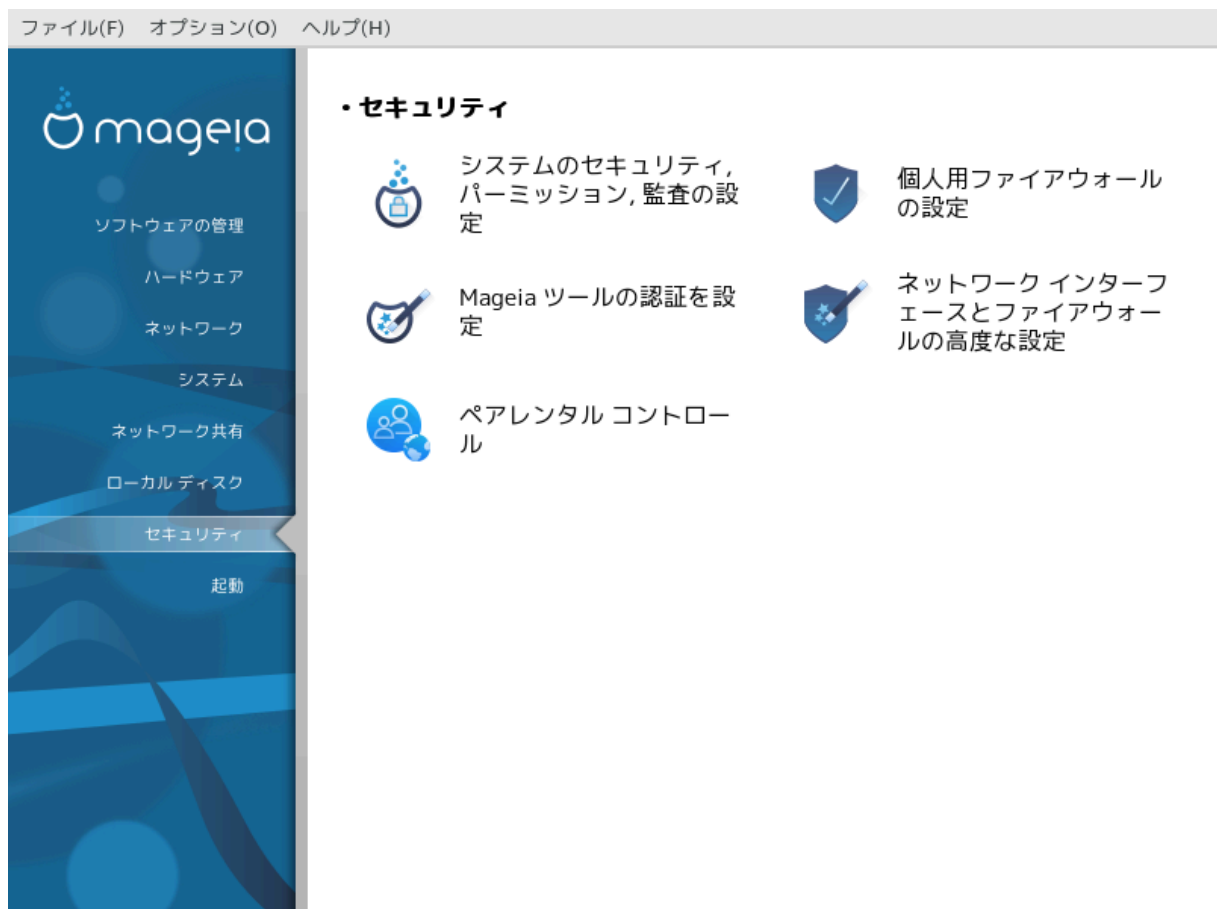 ファイル(F) オプション(O) ヘルプ(H)
mageia
ソフトウェアの管理
ハードウェア
ネットワーク
システム
ネットワーク共有
ローカル ディスク
セキュリティ
起動
・セキュリティ
システムのセキュリティ,
パーミッション, 監査の設
定
個人用ファイアウォール
の設定
Mageia ツールの認証を設
定
ネットワーク インターフ
ェースとファイアウォー
ルの高度な設定
ペアレンタル コントロー
ル